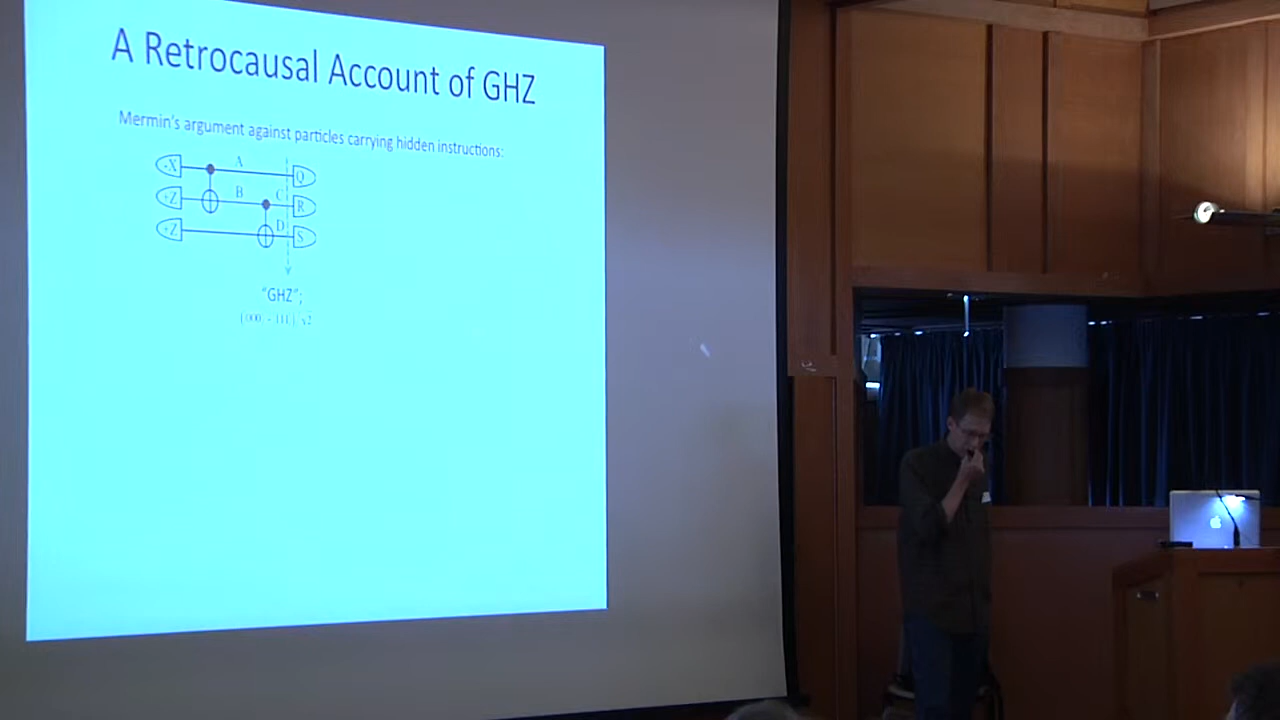 A Retrocausal Account of GHZ
Mermin's argument against particles carrying hidden instructions:
A
Q
B
C
R
D
S
"GHZ";